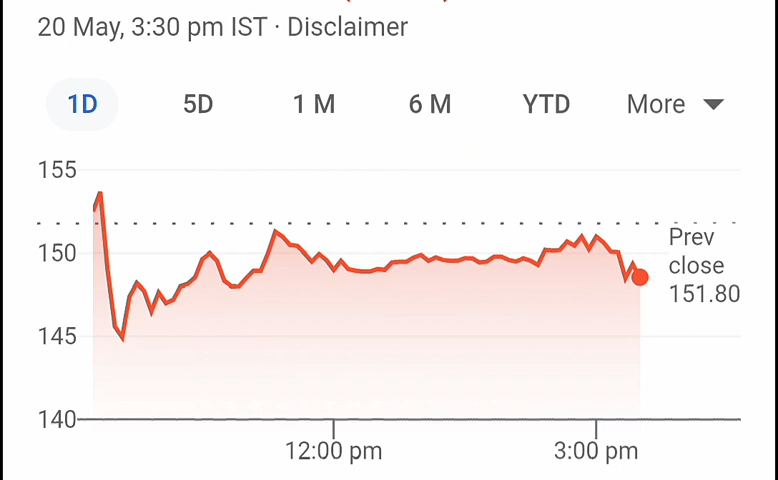 20 May, 3:30 pm IST · Disclaimer
1D 5D 1 M 6 M YTD More
155
150
145
140
Prev
close
151.80
12:00 pm 3:00 pm